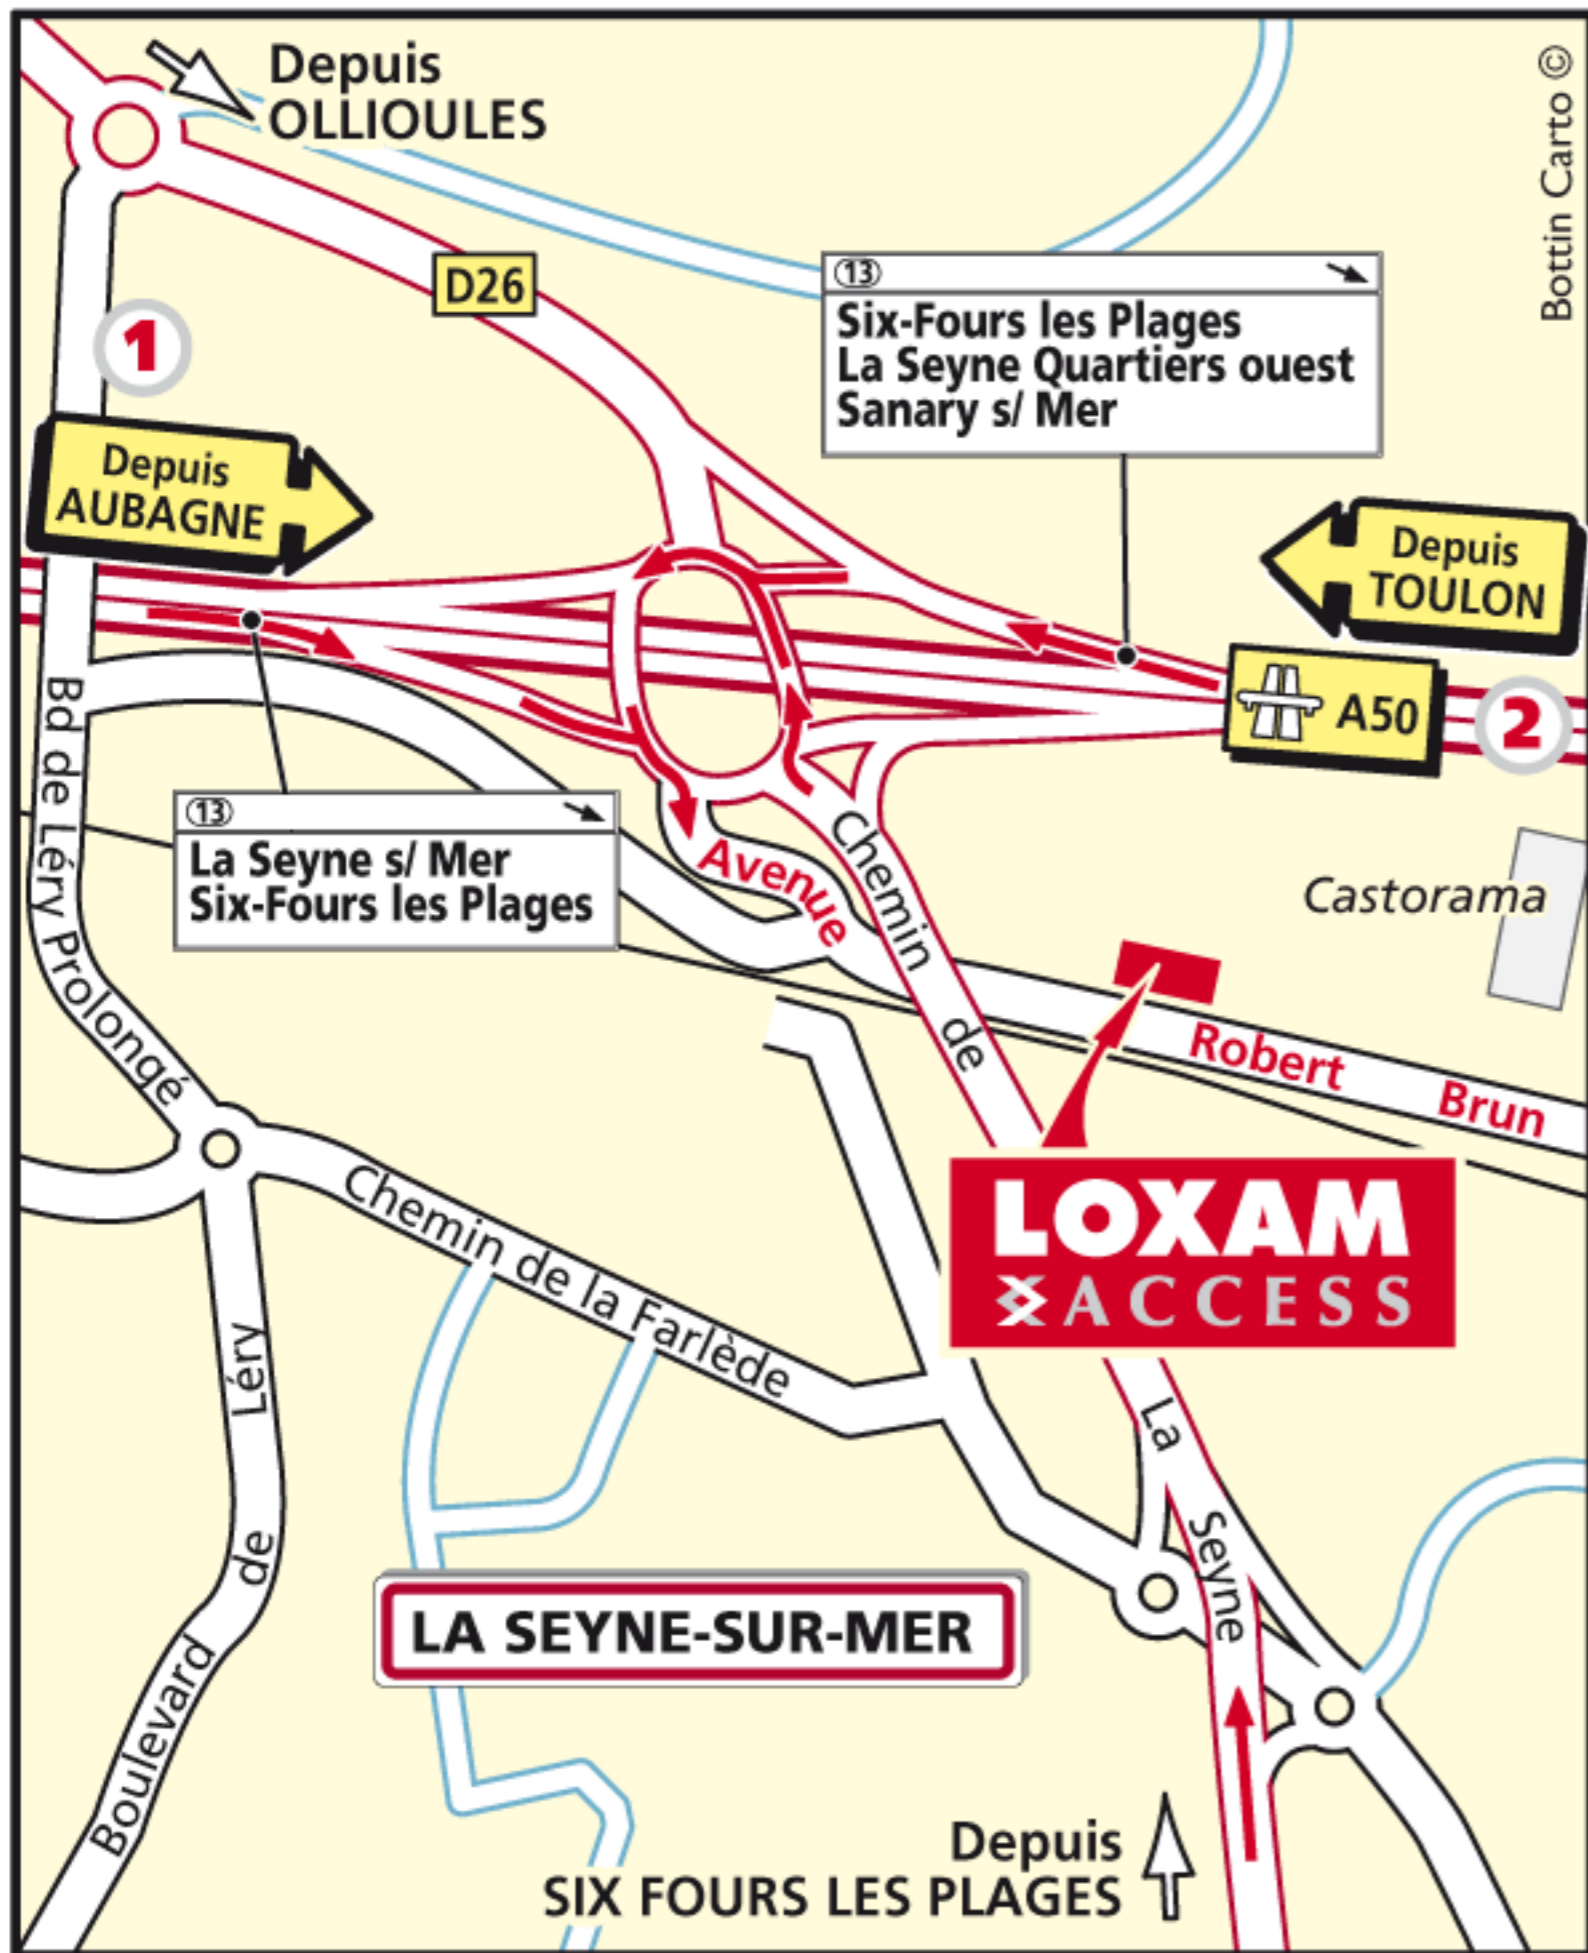 Depuis
OLLIOULES
Bottin Carto ©
D26
13
Six-Fours les Plages
La Seyne Quartiers ouest
Sanary s/ Mer
1
Depuis
AUBAGNE
Depuis
TOULON
A50
2
Bd de Léry Prolongé
13
La Seyne s/ Mer
Six-Fours les Plages
Avenue Robert Brun
Chemin de La Seyne
Castorama
LOXAM
ACCESS
Chemin de la Farlède
Boulevard de Léry
LA SEYNE-SUR-MER
Depuis
SIX FOURS LES PLAGES